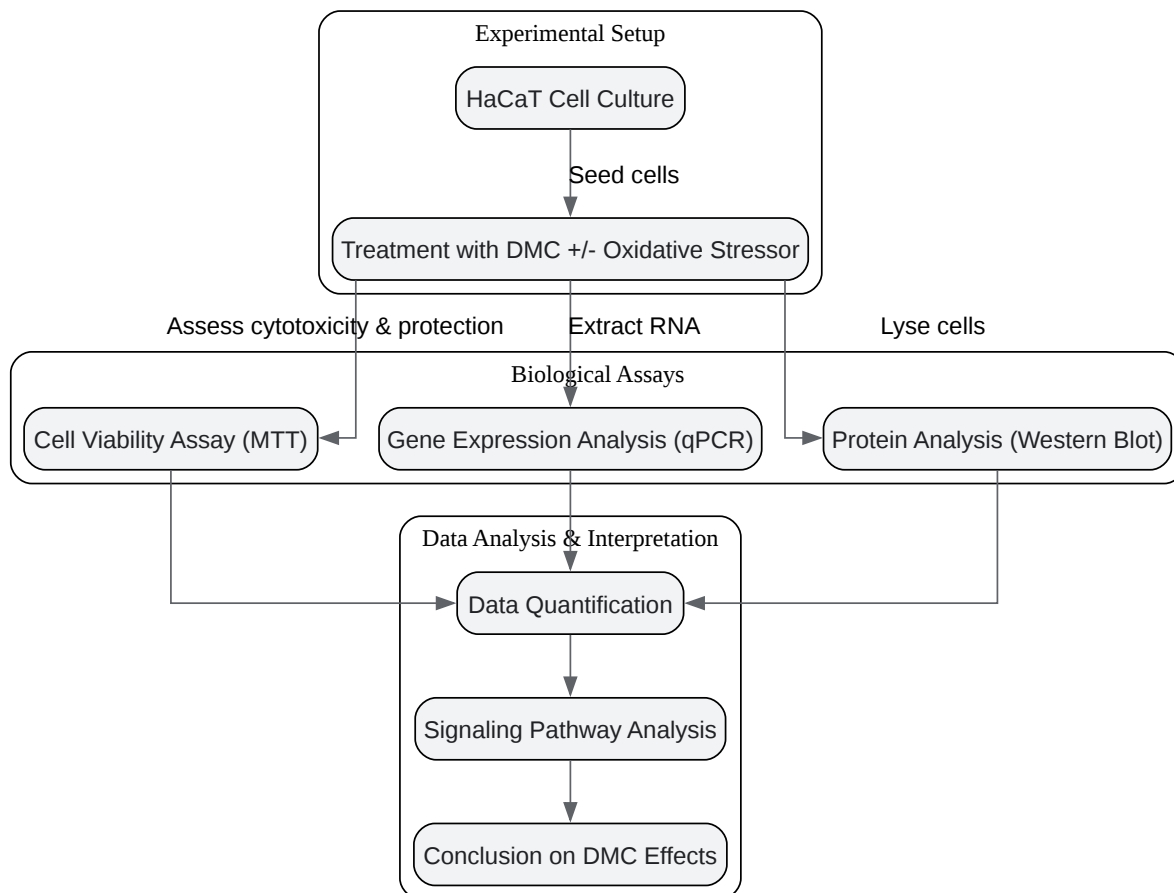 Experimental Setup
HaCaT Cell Culture
Seed cells
Treatment with DMC +/- Oxidative Stressor
Assess cytotoxicity & protection
Extract RNA
Lyse cells
Biological Assays
Cell Viability Assay (MTT)
Gene Expression Analysis (qPCR)
Protein Analysis (Western Blot)
Data Analysis & Interpretation
Data Quantification
Signaling Pathway Analysis
Conclusion on DMC Effects